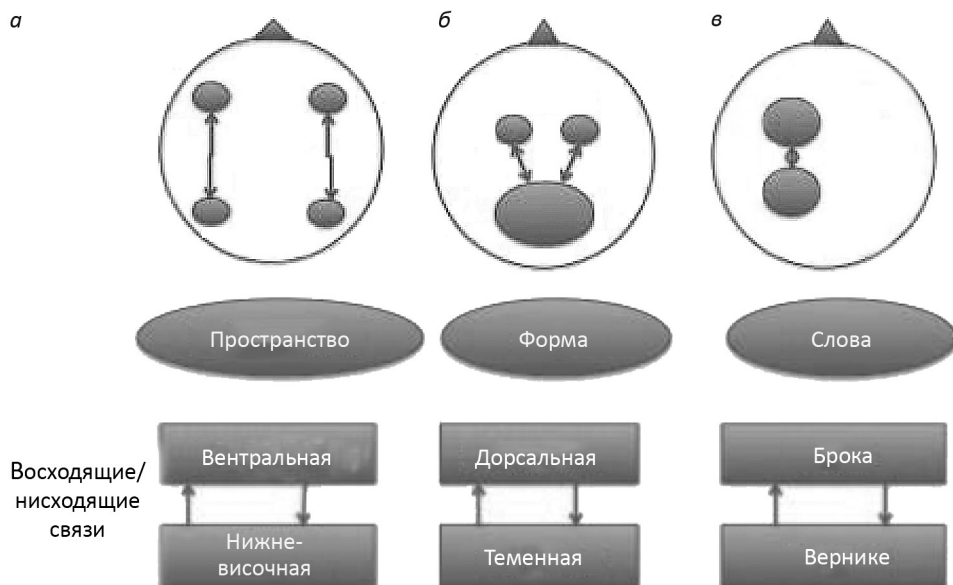 а
б
в
Пространство
Форма
Слова
Восходящие/
нисходящие
связи
Вентральная
Дорсальная
Брока
Нижне-
височная
Теменная
Вернике